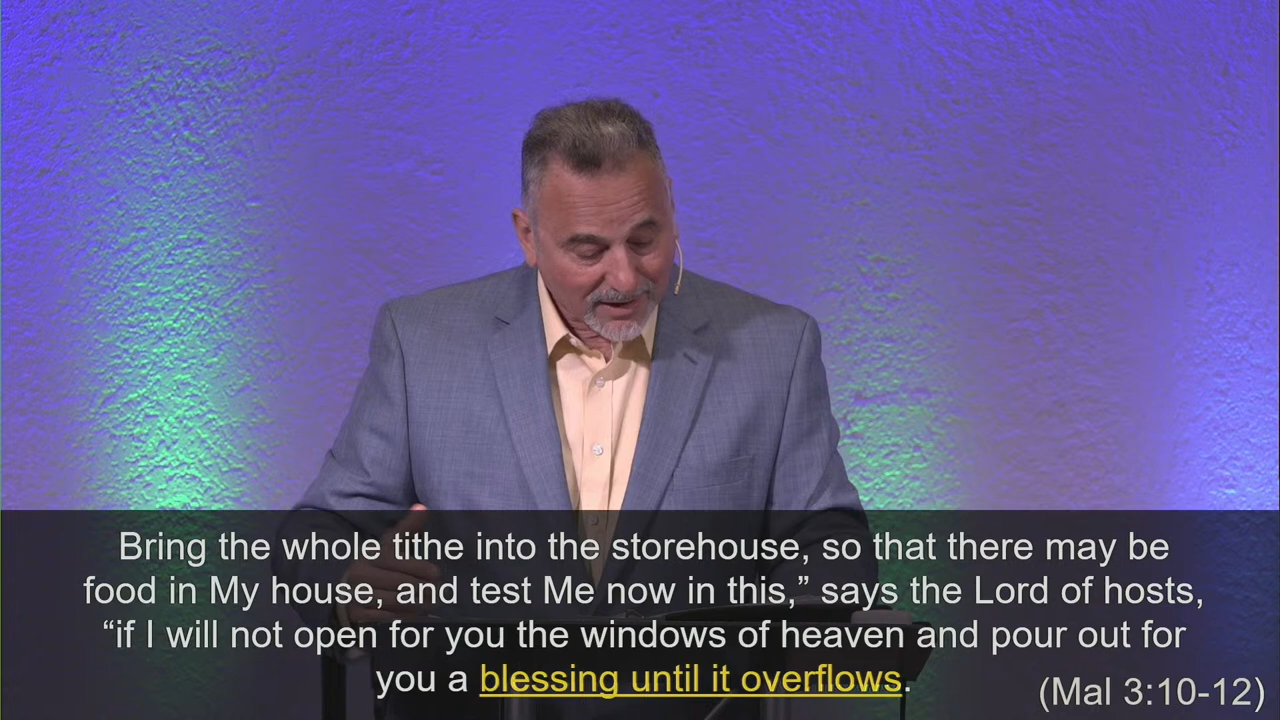 Bring the whole tithe into the storehouse, so that there may be
food in My house, and test Me now in this,” says the Lord of hosts,
“if I will not open for you the windows of heaven and pour out for
you a blessing until it overflows.
(Mal 3:10-12)